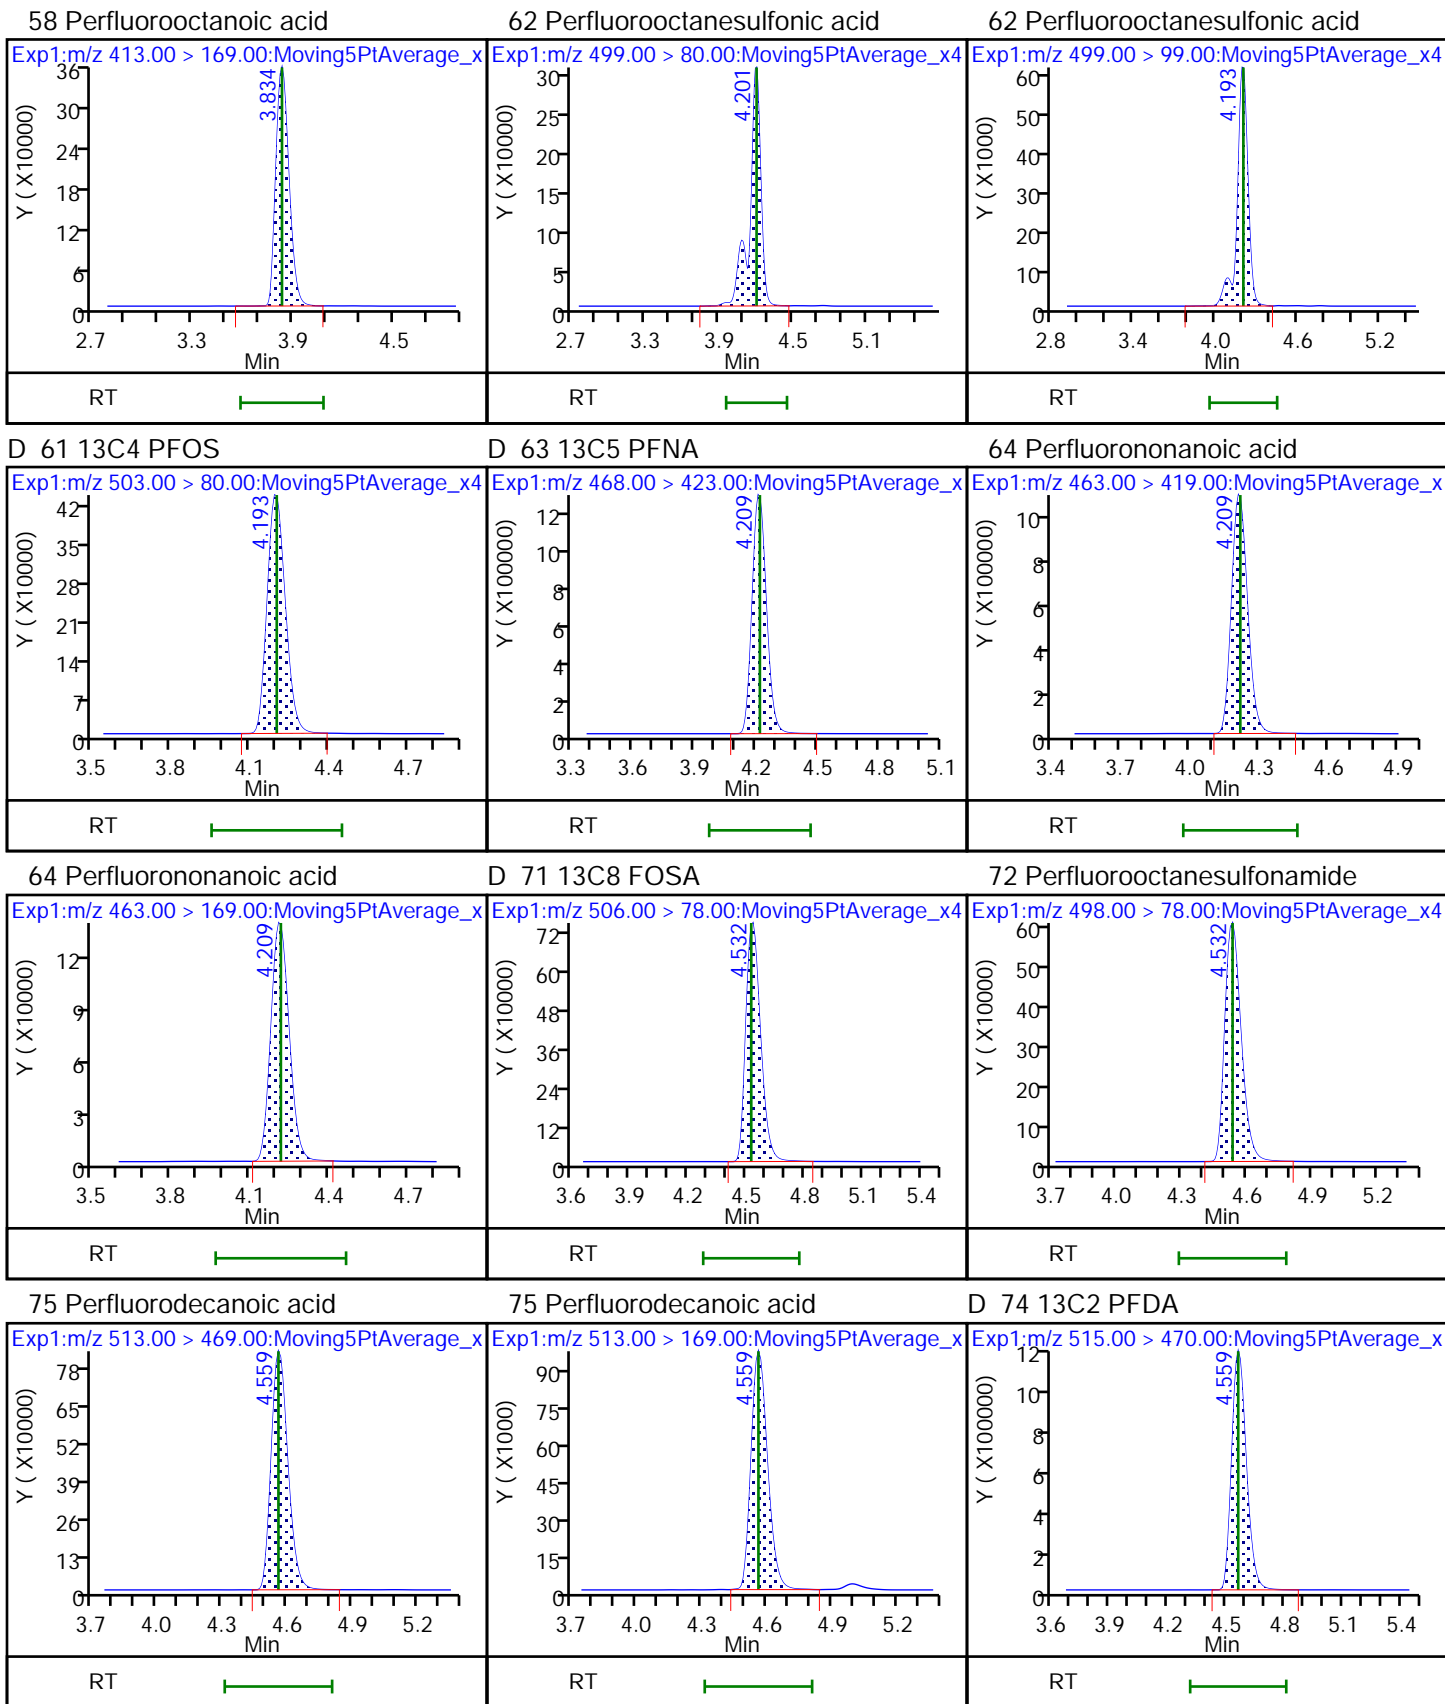 58 Perfluorooctanoic acid
Exp1:m/z 413.00 > 169.00:Moving5PtAverage_x
Y ( X10000)
36
30
24
18
12
6
0
3.834
2.7 3.3 3.9 4.5
Min
RT
62 Perfluorooctanesulfonic acid
Exp1:m/z 499.00 > 80.00:Moving5PtAverage_x4
Y ( X10000)
30
25
20
15
10
5
0
4.201
2.7 3.3 3.9 4.5 5.1
Min
RT
62 Perfluorooctanesulfonic acid
Exp1:m/z 499.00 > 99.00:Moving5PtAverage_x4
Y ( X1000)
60
50
40
30
20
10
0
4.193
2.8 3.4 4.0 4.6 5.2
Min
RT
D 61 13C4 PFOS
Exp1:m/z 503.00 > 80.00:Moving5PtAverage_x4
Y ( X10000)
42
35
28
21
14
7
0
4.193
3.5 3.8 4.1 4.4 4.7
Min
RT
D 63 13C5 PFNA
Exp1:m/z 468.00 > 423.00:Moving5PtAverage_x
Y ( X100000)
12
10
8
6
4
2
0
4.209
3.3 3.6 3.9 4.2 4.5 4.8 5.1
Min
RT
64 Perfluorononanoic acid
Exp1:m/z 463.00 > 419.00:Moving5PtAverage_x
Y ( X100000)
10
8
6
4
2
0
4.209
3.4 3.7 4.0 4.3 4.6 4.9
Min
RT
64 Perfluorononanoic acid
Exp1:m/z 463.00 > 169.00:Moving5PtAverage_x
Y ( X10000)
12
9
6
3
0
4.209
3.5 3.8 4.1 4.4 4.7
Min
RT
D 71 13C8 FOSA
Exp1:m/z 506.00 > 78.00:Moving5PtAverage_x4
Y ( X10000)
72
60
48
36
24
12
0
4.532
3.6 3.9 4.2 4.5 4.8 5.1 5.4
Min
RT
72 Perfluorooctanesulfonamide
Exp1:m/z 498.00 > 78.00:Moving5PtAverage_x4
Y ( X10000)
60
50
40
30
20
10
0
4.532
3.7 4.0 4.3 4.6 4.9 5.2
Min
RT
75 Perfluorodecanoic acid
Exp1:m/z 513.00 > 469.00:Moving5PtAverage_x
Y ( X10000)
78
65
52
39
26
13
0
4.559
3.7 4.0 4.3 4.6 4.9 5.2
Min
RT
75 Perfluorodecanoic acid
Exp1:m/z 513.00 > 169.00:Moving5PtAverage_x
Y ( X1000)
90
75
60
45
30
15
0
4.559
3.7 4.0 4.3 4.6 4.9 5.2
Min
RT
D 74 13C2 PFDA
Exp1:m/z 515.00 > 470.00:Moving5PtAverage_x
Y ( X100000)
12
10
8
6
4
2
0
4.559
3.6 3.9 4.2 4.5 4.8 5.1 5.4
Min
RT